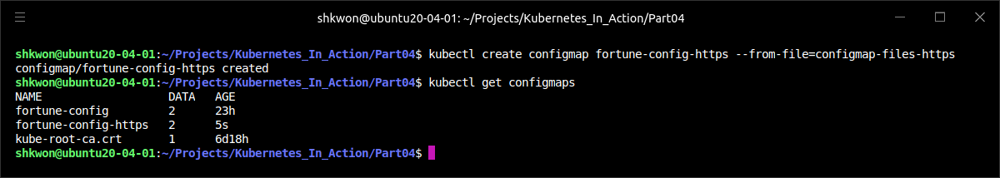 shkwon@ubuntu20-04-01: ~/Projects/Kubernetes_In_Action/Part04
shkwon@ubuntu20-04-01:~/Projects/Kubernetes_In_Action/Part04$ kubectl create configmap fortune-config-https --from-file=configmap-files-https
configmap/fortune-config-https created
shkwon@ubuntu20-04-01:~/Projects/Kubernetes_In_Action/Part04$ kubectl get configmaps
NAME                   DATA   AGE
fortune-config         2      23h
fortune-config-https   2      5s
kube-root-ca.crt       1      6d18h
shkwon@ubuntu20-04-01:~/Projects/Kubernetes_In_Action/Part04$